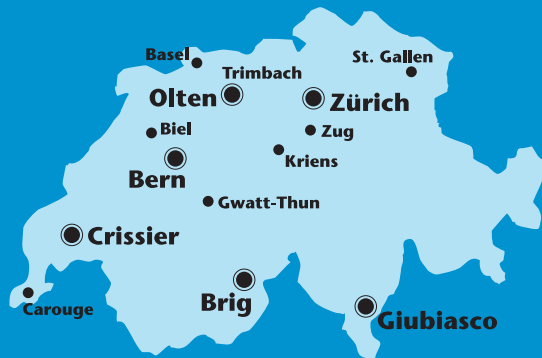 Basel
St. Gallen
Trimbach
Olten
Zürich
Biel
Zug
Kriens
Bern
Gwatt-Thun
Crissier
Brig
Carouge
Giubiasco